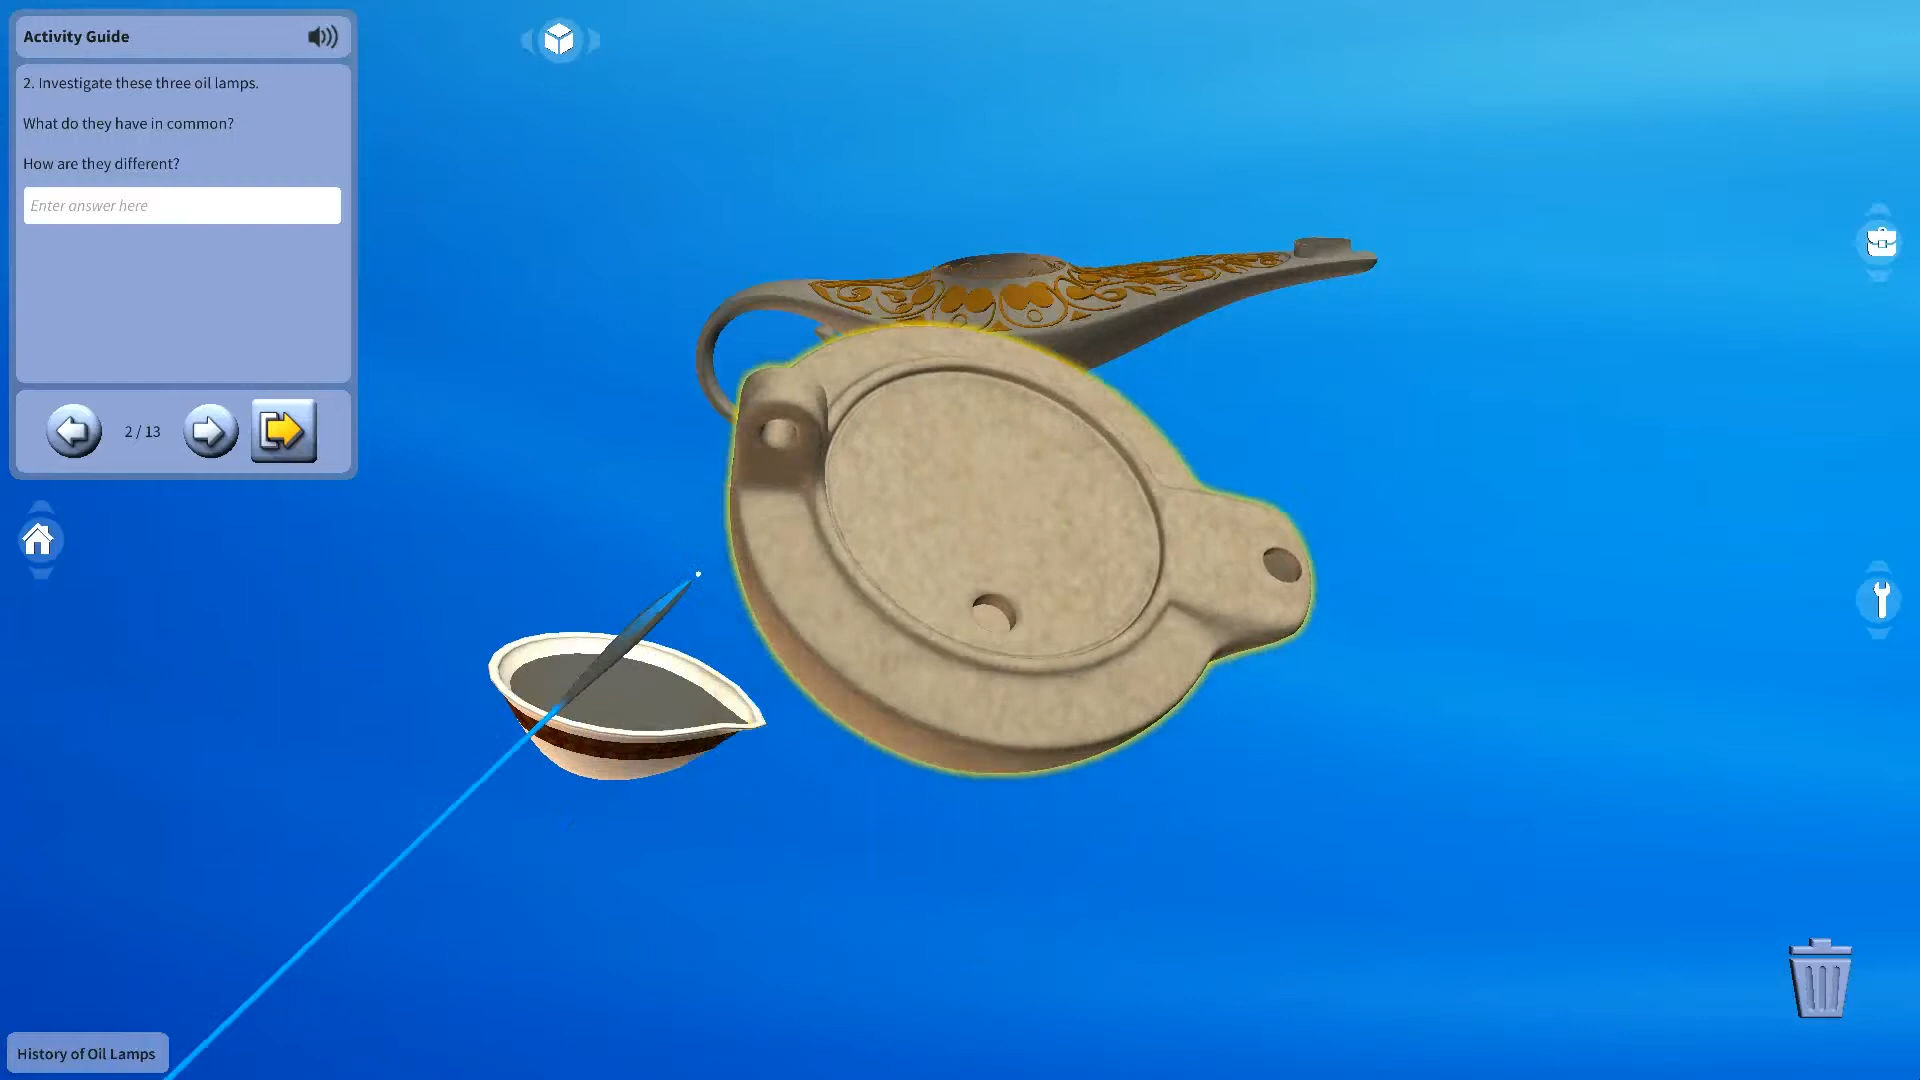 Activity Guide
2. Investigate these three oil lamps.
What do they have in common?
How are they different?
Enter answer here
2 / 13
History of Oil Lamps